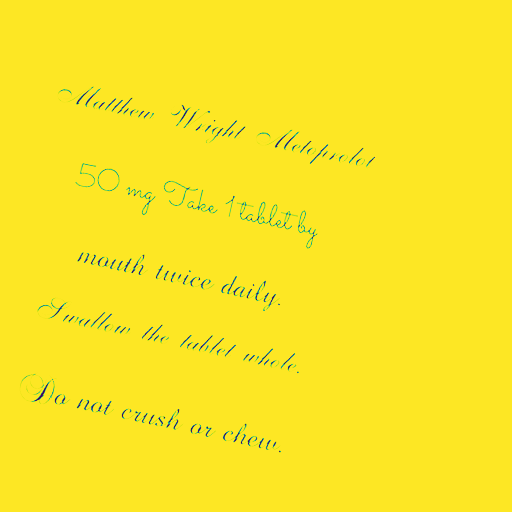 Matthew Wright Metoprolot
50 mg Take 1 tablet by
mouth twice daily.
Swallow the tablet whole.
Do not crush or chew.